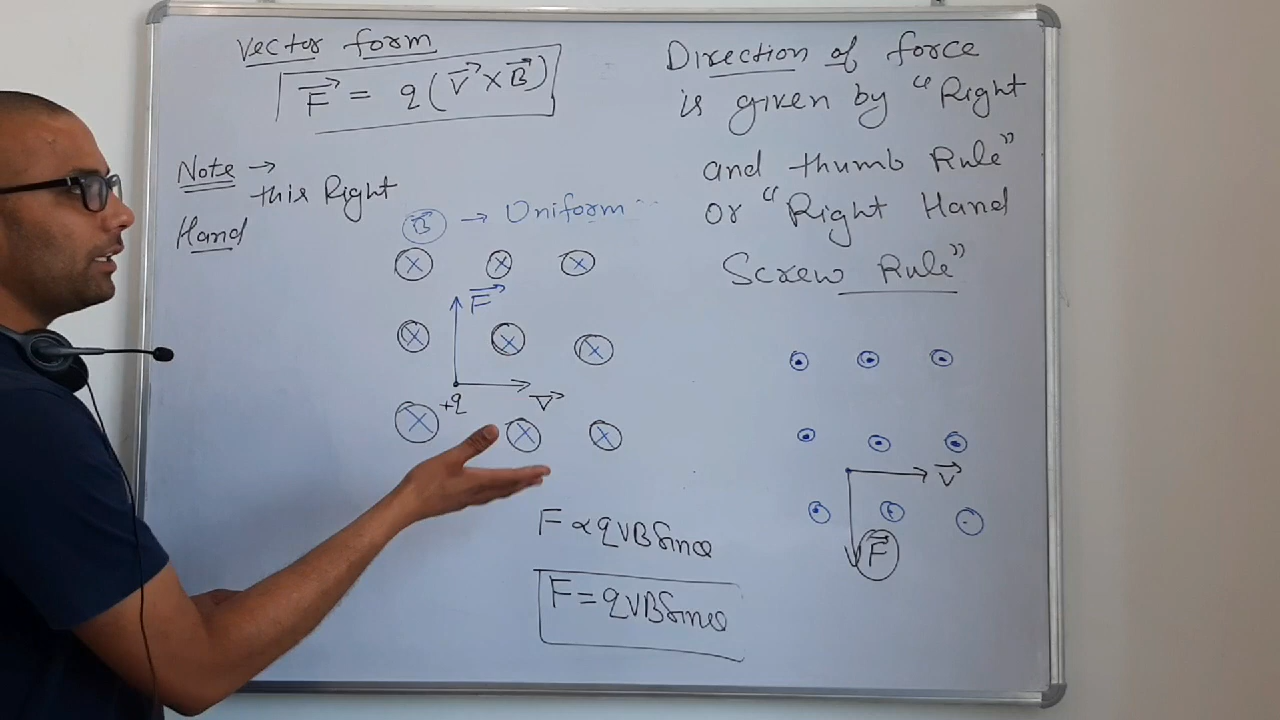 Vector form
F⃗ = q(V⃗ × B⃗)
Note →
this Right
Hand
B⃗ → Uniform
F⃗
+q
V⃗
F ∝ qVBSinθ
F = qVBSinθ
Direction of force
is given by "Right
and thumb Rule"
or "Right Hand
Screw Rule"
V⃗
F⃗